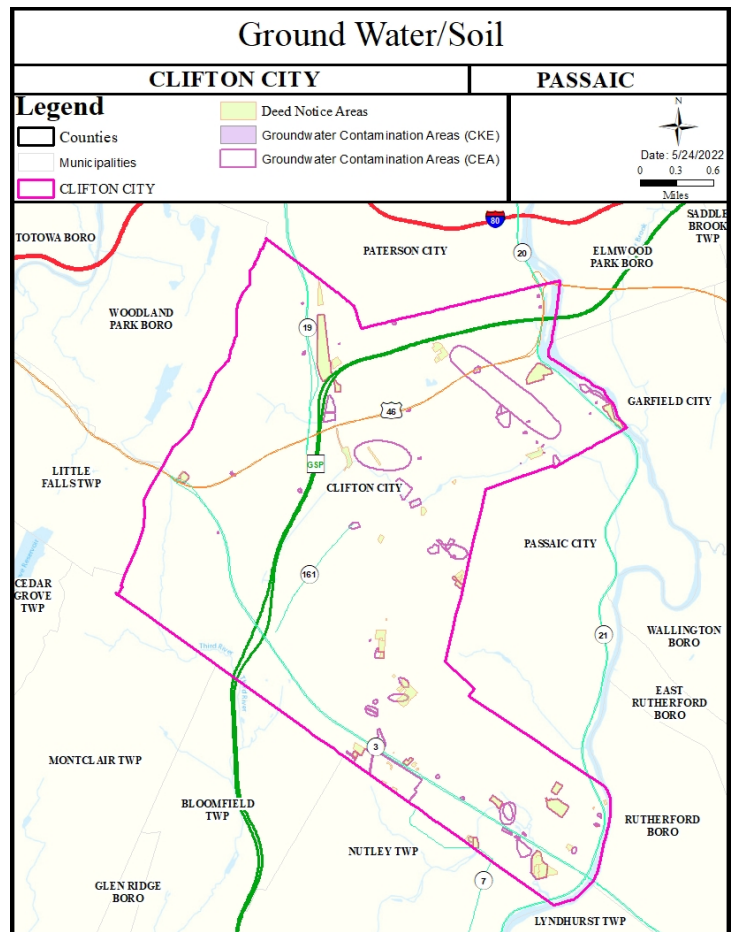 Ground Water/Soil
CLIFTON CITY
PASSAIC
Legend
Counties
Municipalities
CLIFTON CITY
Deed Notice Areas
Groundwater Contamination Areas (CKE)
Groundwater Contamination Areas (CEA)
N
Date: 5/24/2022
0 0.3 0.6
Miles
80
SADDLE
BROOK
TWP
TOTOWA BORO
PATERSON CITY
20
ELMWOOD
PARK BORO
WOODLAND
PARK BORO
19
GARFIELD CITY
46
LITTLE
FALLS TWP
GSP
CLIFTON CITY
PASSAIC CITY
CEDAR
GROVE
TWP
161
21
WALLINGTON
BORO
Third River
EAST
RUTHERFORD
BORO
3
MONTCLAIR TWP
BLOOMFIELD
TWP
RUTHERFORD
BORO
NUTLEY TWP
7
GLEN RIDGE
BORO
LYNDHURST TWP